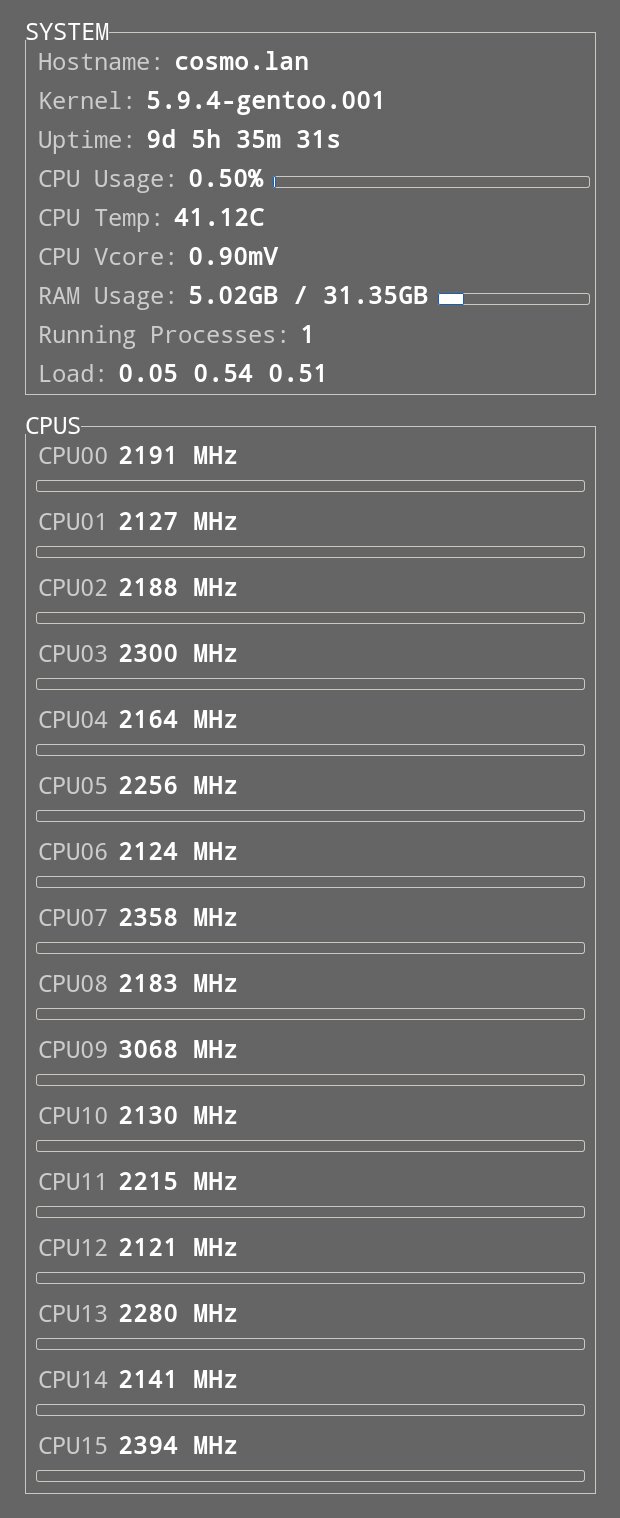 SYSTEM
Hostname: cosmo.lan
Kernel: 5.9.4-gentoo.001
Uptime: 9d 5h 35m 31s
CPU Usage: 0.50%
CPU Temp: 41.12C
CPU Vcore: 0.90mV
RAM Usage: 5.02GB / 31.35GB
Running Processes: 1
Load: 0.05 0.54 0.51
CPUS
CPU00 2191 MHz
CPU01 2127 MHz
CPU02 2188 MHz
CPU03 2300 MHz
CPU04 2164 MHz
CPU05 2256 MHz
CPU06 2124 MHz
CPU07 2358 MHz
CPU08 2183 MHz
CPU09 3068 MHz
CPU10 2130 MHz
CPU11 2215 MHz
CPU12 2121 MHz
CPU13 2280 MHz
CPU14 2141 MHz
CPU15 2394 MHz